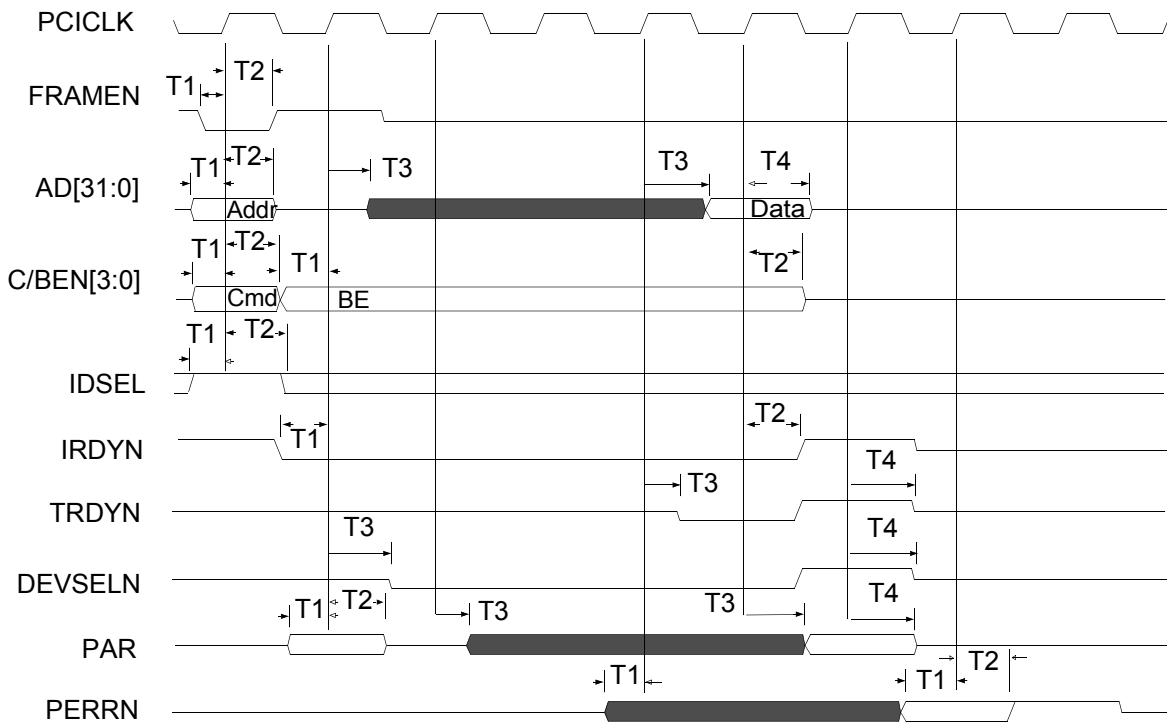 PCICLK
T1 T2
FRAMEN
T1 T2 T3 T3 T4
AD[31:0]
Addr Data
T1 T2 T1 T2
C/BEN[3:0]
Cmd BE
T1 T2
IDSEL
T1 T2
IRDYN
T3 T4
TRDYN
T3 T4
DEVSELN
T1 T2 T3 T3 T4
PAR
T1 T1 T2
PERRN